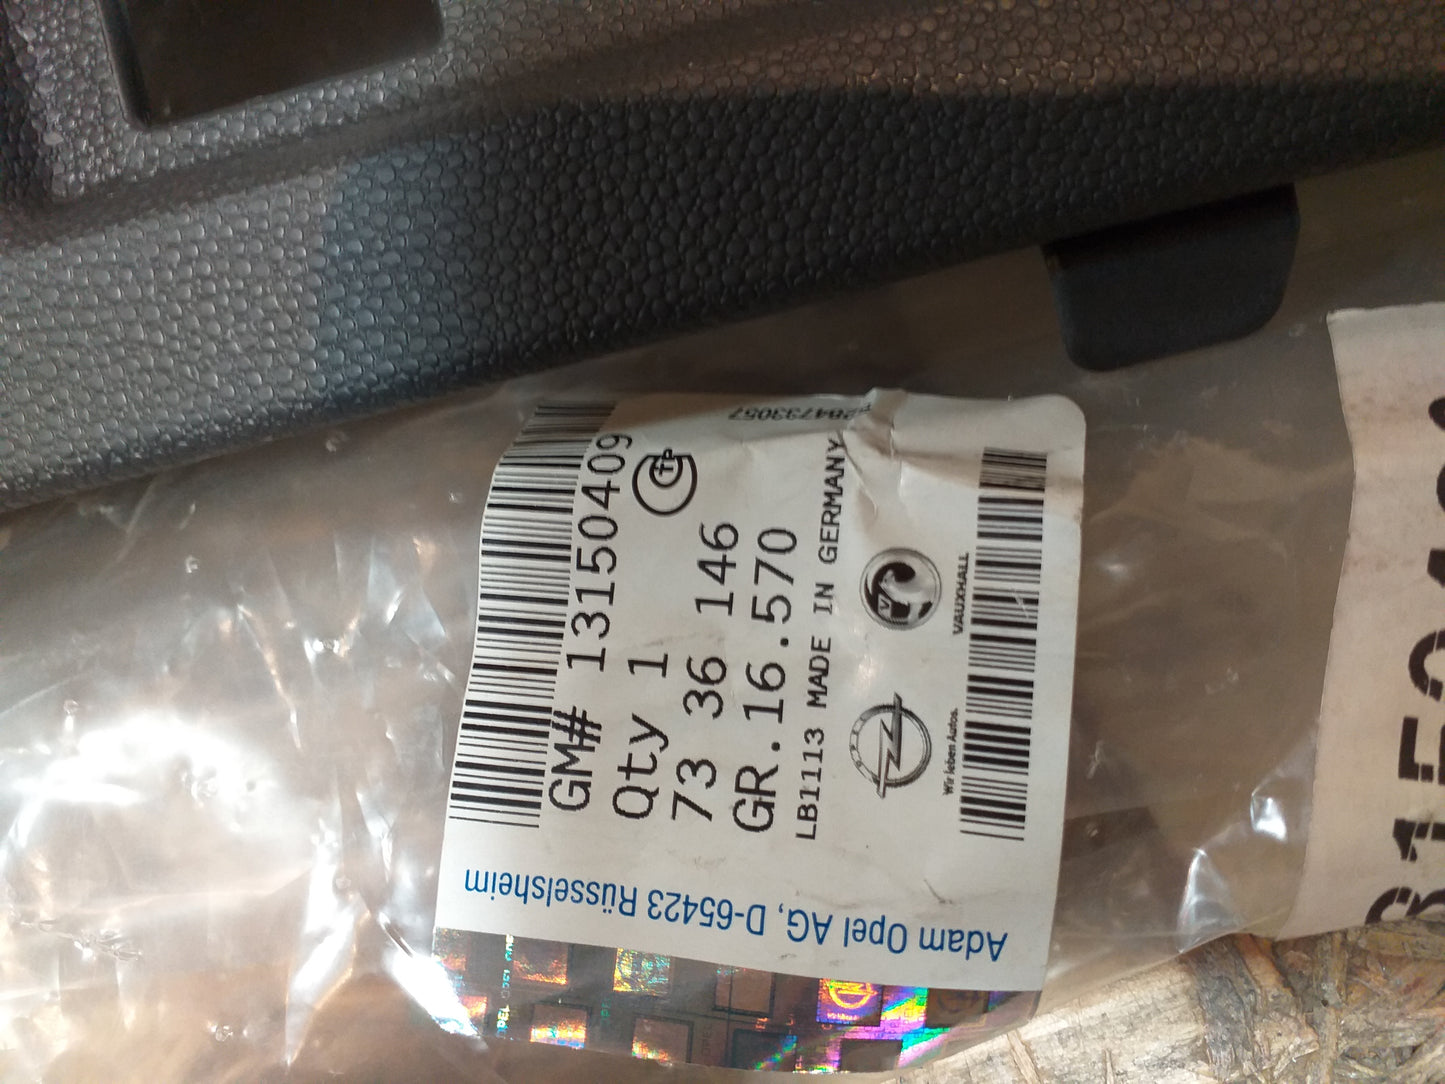 GM# 13150409
Qty 1
73 36 146
GR.16.570
LB1113 MADE IN GERMANY
Wir leben Autos.
VAUXHALL
Adam Opel AG, D-65423 Rüsselsheim